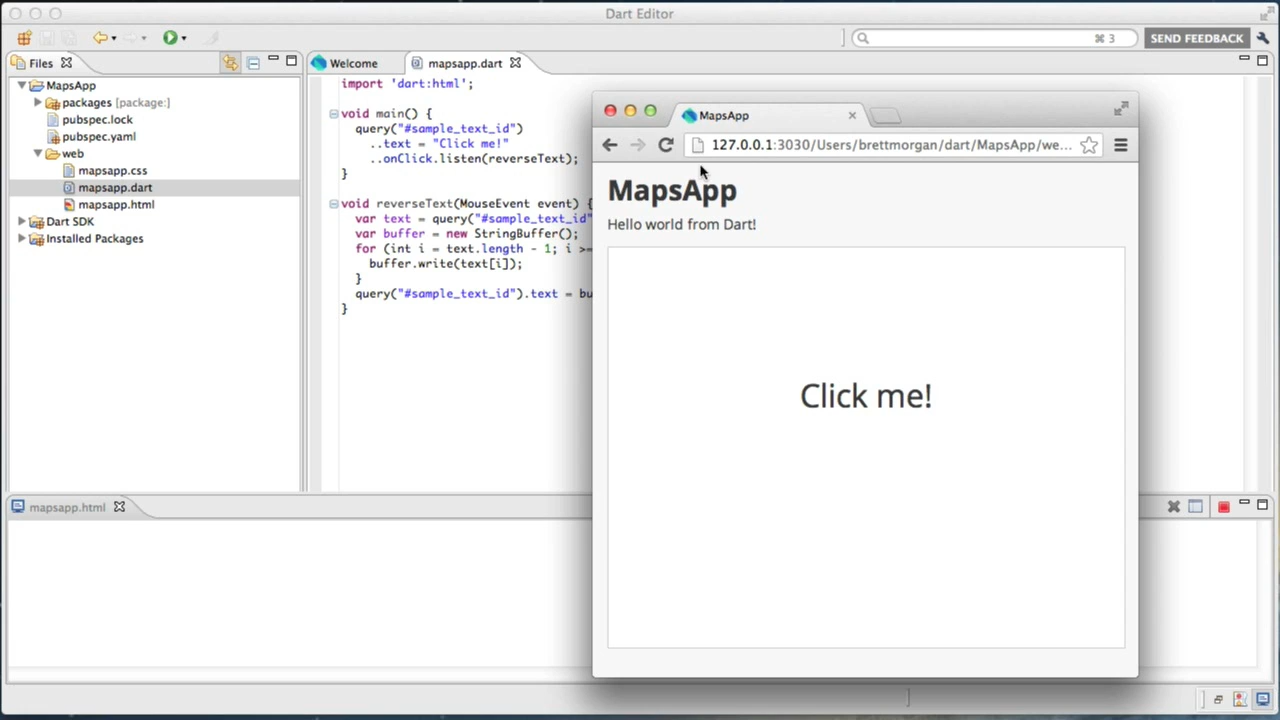 Dart Editor
⌘ 3
SEND FEEDBACK
Files
Welcome
mapsapp.dart
MapsApp
packages [package:]
pubspec.lock
pubspec.yaml
web
mapsapp.css
mapsapp.dart
mapsapp.html
Dart SDK
Installed Packages
import 'dart:html';
void main() {
query("#sample_text_id")
..text = "Click me!"
..onClick.listen(reverseText);
}
void reverseText(MouseEvent event) {
var text = query("#sample_text_id"
var buffer = new StringBuffer();
for (int i = text.length - 1; i >=
buffer.write(text[i]);
}
query("#sample_text_id").text = bu
}
MapsApp
127.0.0.1:3030/Users/brettmorgan/dart/MapsApp/we...
MapsApp
Hello world from Dart!
Click me!
mapsapp.html